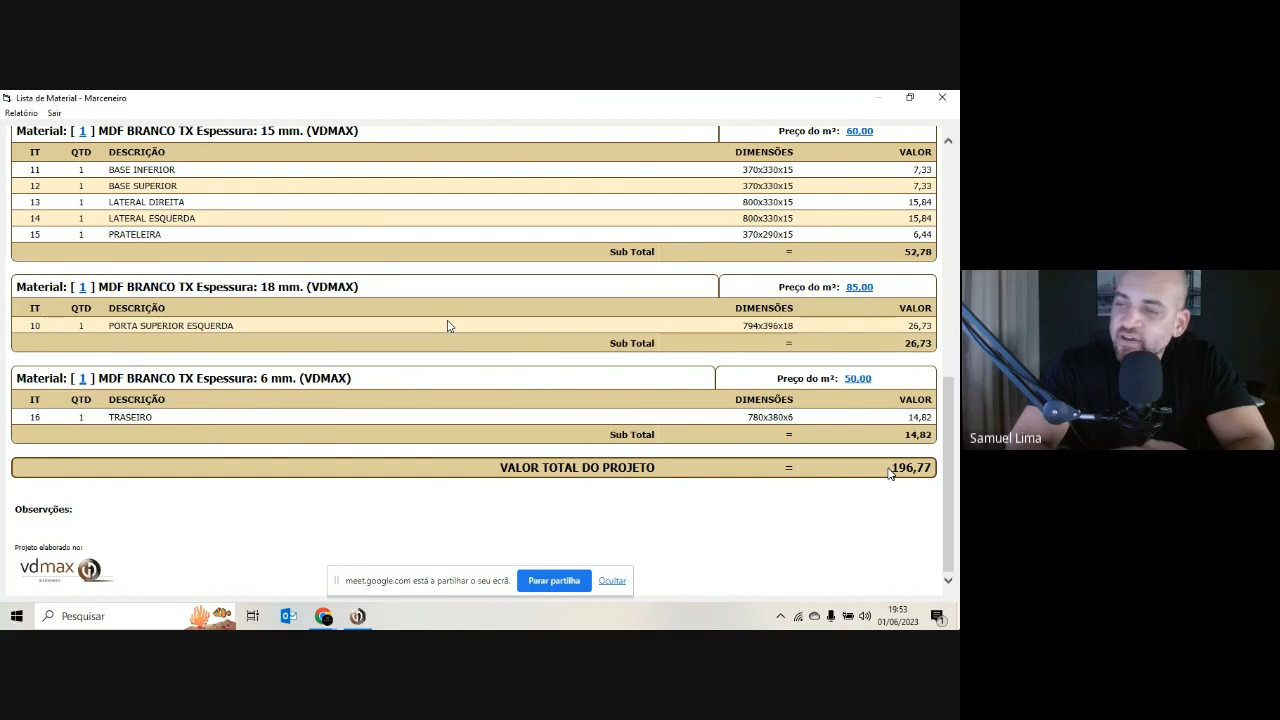 Lista de Material - Marceneiro
Relatório Sair
Material: [ 1 ] MDF BRANCO TX Espessura: 15 mm. (VDMAX) Preço do m²: 60,00
IT QTD DESCRIÇÃO DIMENSÕES VALOR
11 1 BASE INFERIOR 370x330x15 7,33
12 1 BASE SUPERIOR 370x330x15 7,33
13 1 LATERAL DIREITA 800x330x15 15,84
14 1 LATERAL ESQUERDA 800x330x15 15,84
15 1 PRATELEIRA 370x290x15 6,44
Sub Total = 52,78
Material: [ 1 ] MDF BRANCO TX Espessura: 18 mm. (VDMAX) Preço do m²: 85,00
IT QTD DESCRIÇÃO DIMENSÕES VALOR
10 1 PORTA SUPERIOR ESQUERDA 794x396x18 26,73
Sub Total = 26,73
Material: [ 1 ] MDF BRANCO TX Espessura: 6 mm. (VDMAX) Preço do m²: 50,00
IT QTD DESCRIÇÃO DIMENSÕES VALOR
16 1 TRASEIRO 780x380x6 14,82
Sub Total = 14,82
VALOR TOTAL DO PROJETO = 196,77
Observções:
Projeto elaborado no:
vdmax
meet.google.com está a partilhar o seu ecrã. Parar partilha Ocultar
Pesquisar
19:53
01/06/2023
1
Samuel Lima